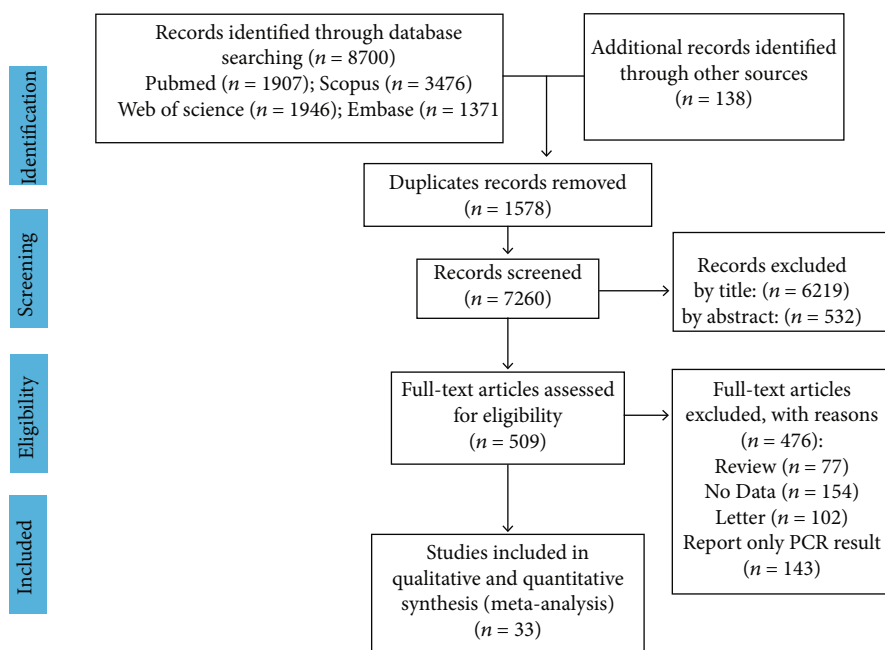 Identification
Records identified through database
searching (n = 8700)
Pubmed (n = 1907); Scopus (n = 3476)
Web of science (n = 1946); Embase (n = 1371
Additional records identified
through other sources
(n = 138)
Duplicates records removed
(n = 1578)
Screening
Records screened
(n = 7260)
Records excluded
by title: (n = 6219)
by abstract: (n = 532)
Eligibility
Full-text articles assessed
for eligibility
(n = 509)
Full-text articles
excluded, with reasons
(n = 476):
Review (n = 77)
No Data (n = 154)
Letter (n = 102)
Report only PCR result
(n = 143)
Included
Studies included in
qualitative and quantitative
synthesis (meta-analysis)
(n = 33)